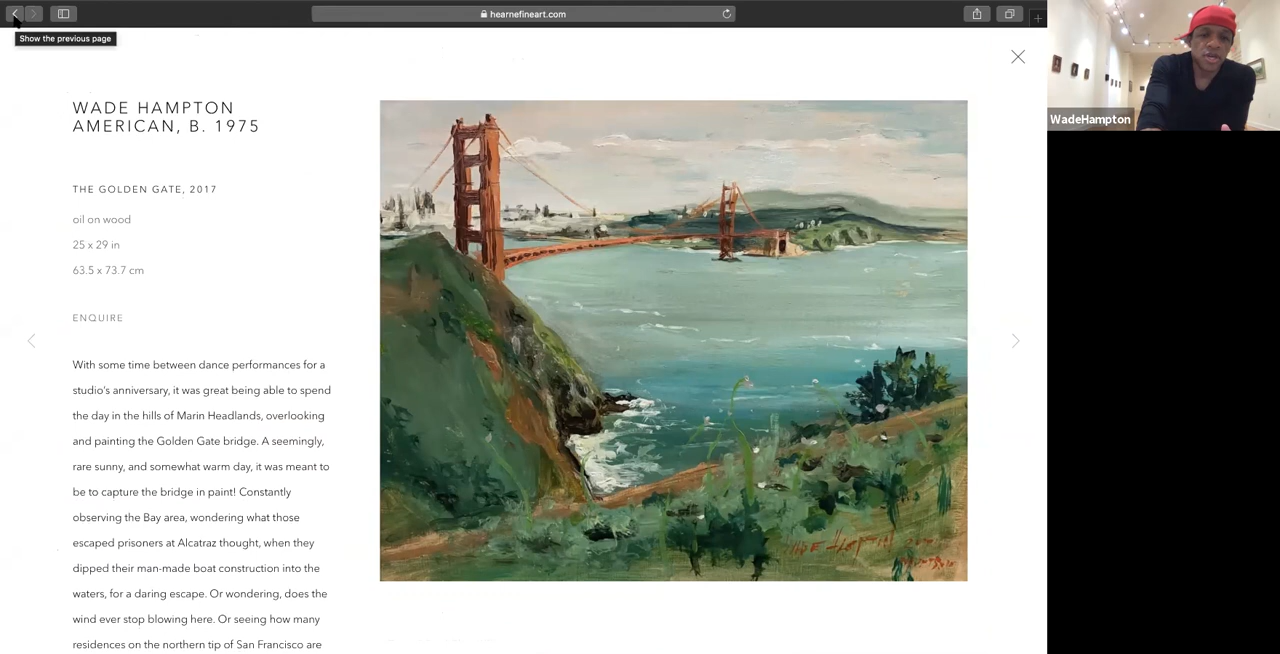 hearnefineart.com
Show the previous page
WADE HAMPTON
AMERICAN, B. 1975
THE GOLDEN GATE, 2017
oil on wood
25 x 29 in
63.5 x 73.7 cm
ENQUIRE
With some time between dance performances for a
studio's anniversary, it was great being able to spend
the day in the hills of Marin Headlands, overlooking
and painting the Golden Gate bridge. A seemingly,
rare sunny, and somewhat warm day, it was meant to
be to capture the bridge in paint! Constantly
observing the Bay area, wondering what those
escaped prisoners at Alcatraz thought, when they
dipped their man-made boat construction into the
waters, for a daring escape. Or wondering, does the
wind ever stop blowing here. Or seeing how many
residences on the northern tip of San Francisco are
WadeHampton